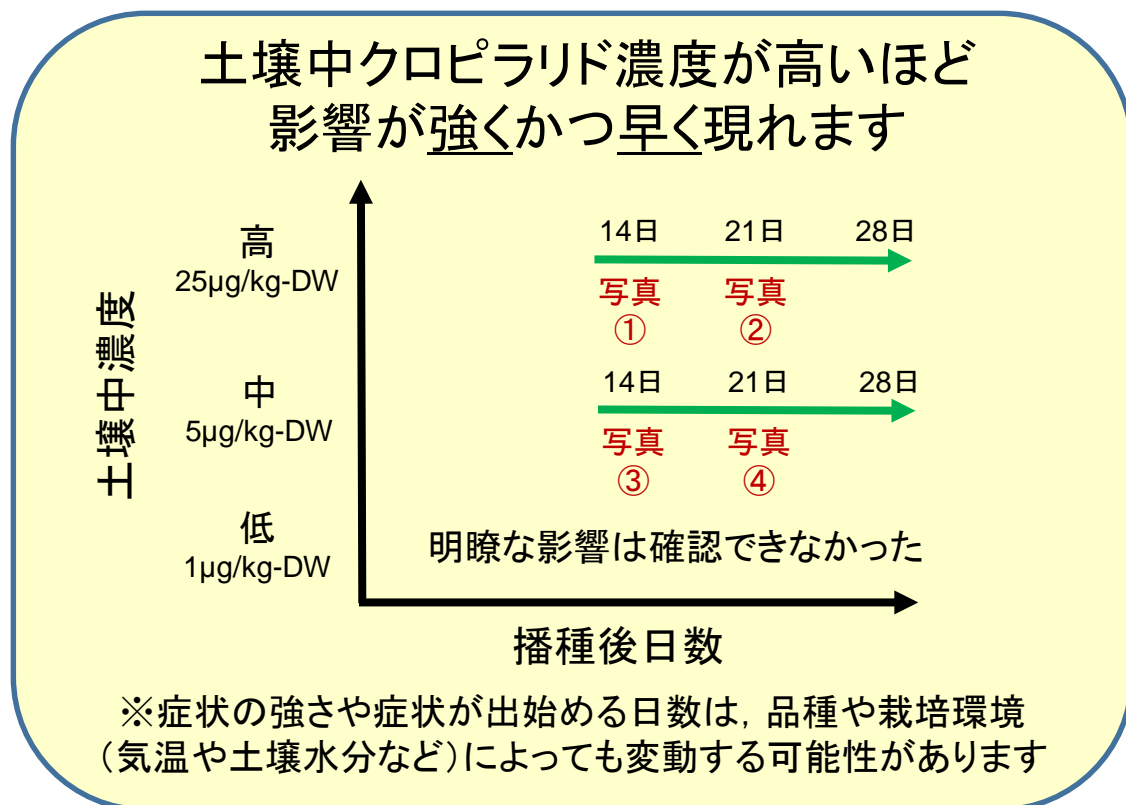 土壌中クロピラリド濃度が高いほど
影響が強くかつ早く現れます
土壌中濃度
高
25µg/kg-DW
14日 21日 28日
写真 写真
① ②
中
5µg/kg-DW
14日 21日 28日
写真 写真
③ ④
低
1µg/kg-DW
明瞭な影響は確認できなかった
播種後日数
※症状の強さや症状が出始める日数は，品種や栽培環境
（気温や土壌水分など）によっても変動する可能性があります